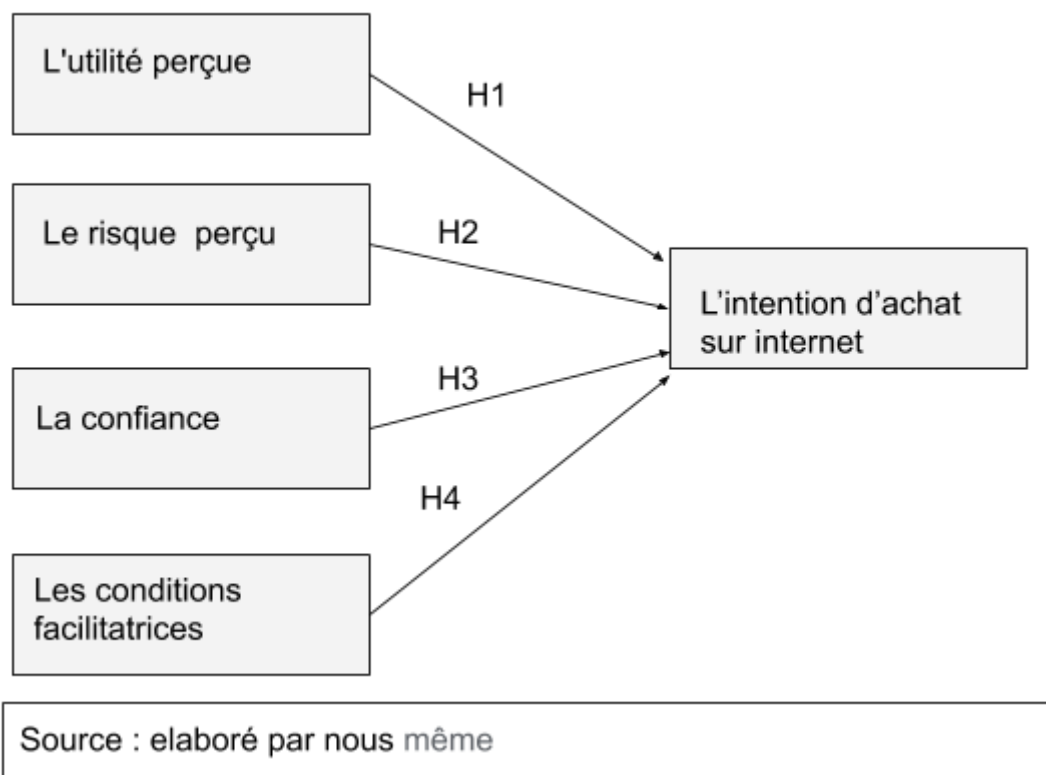 L'utilité perçue
H1
Le risque perçu
H2
L’intention d’achat
sur internet
La confiance
H3
H4
Les conditions
facilitatrices
Source : elaboré par nous même